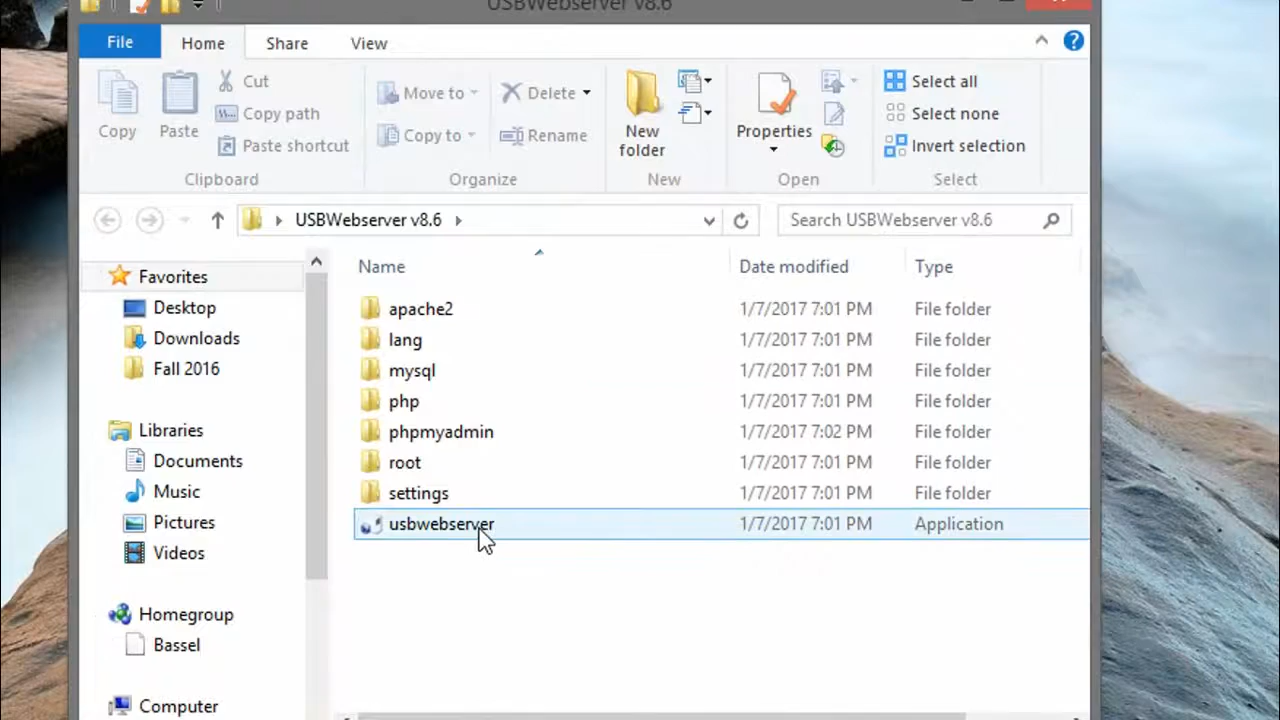 USBWebserver v8.6
File Home Share View
Copy
Paste
Cut
Copy path
Paste shortcut
Clipboard
Move to
Copy to
Delete
Rename
Organize
New
folder
New
Properties
Open
Select all
Select none
Invert selection
Select
USBWebserver v8.6
Search USBWebserver v8.6
Favorites
Desktop
Downloads
Fall 2016
Libraries
Documents
Music
Pictures
Videos
Homegroup
Bassel
Computer
Name Date modified Type
apache2 1/7/2017 7:01 PM File folder
lang 1/7/2017 7:01 PM File folder
mysql 1/7/2017 7:01 PM File folder
php 1/7/2017 7:01 PM File folder
phpmyadmin 1/7/2017 7:02 PM File folder
root 1/7/2017 7:01 PM File folder
settings 1/7/2017 7:01 PM File folder
usbwebserver 1/7/2017 7:01 PM Application